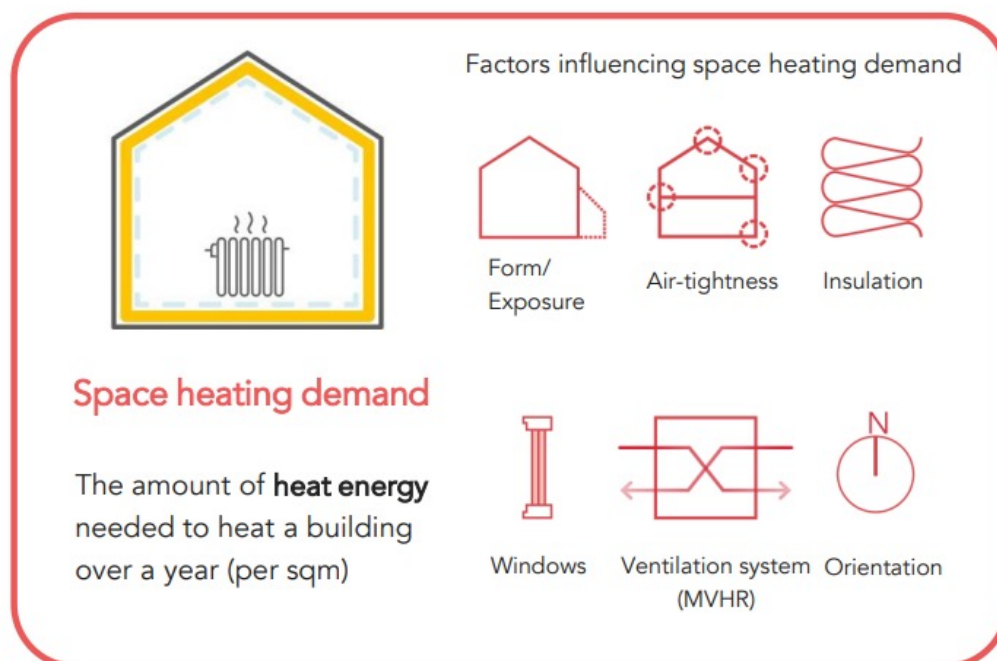 Factors influencing space heating demand
Form/
Exposure
Air-tightness
Insulation
Space heating demand
The amount of heat energy
needed to heat a building
over a year (per sqm)
N
Windows
Ventilation system
(MVHR)
Orientation